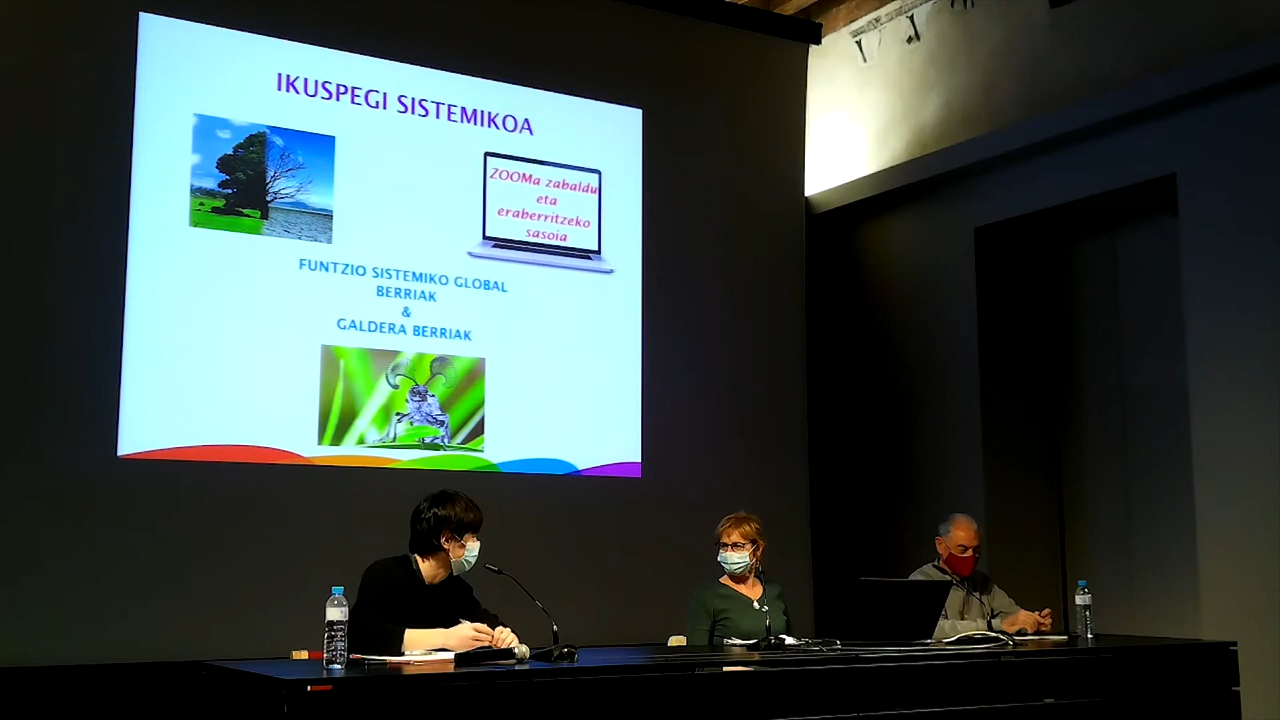 IKUSPEGI SISTEMIKOA
ZOOMa zabaldu
eta
eraberritzeko
sasoia
FUNTZIO SISTEMIKO GLOBAL
BERRIAK
&
GALDERA BERRIAK